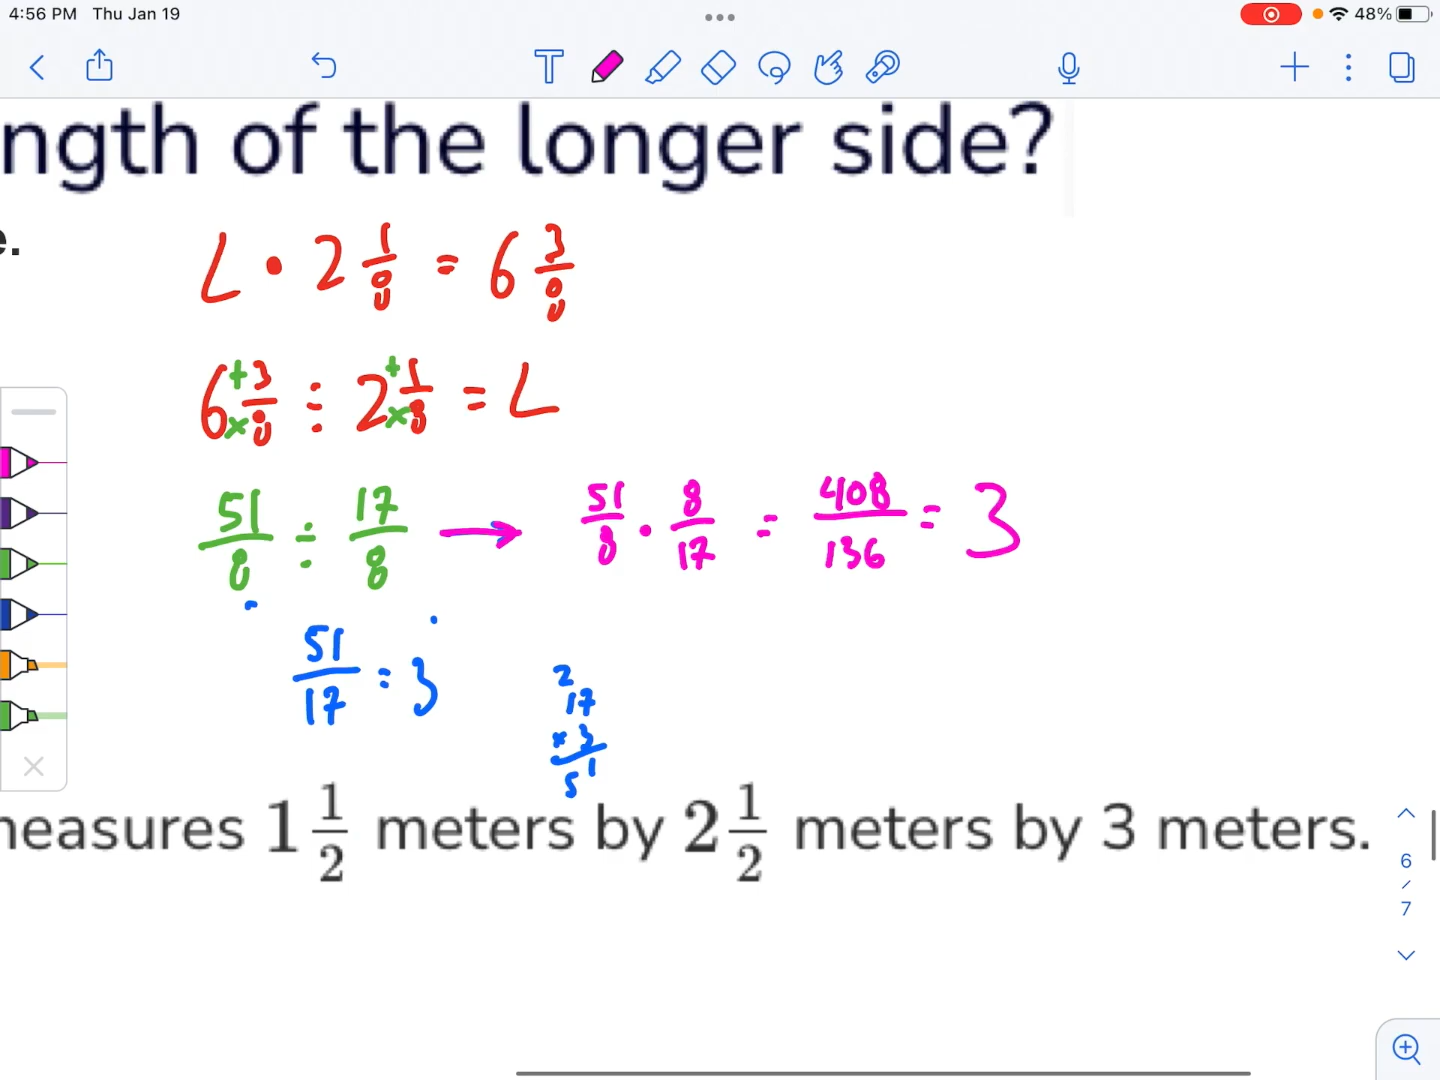 4:56 PM Thu Jan 19
48%
ngth of the longer side?
e.
L • 2 1/8 = 6 3/8
6 + 3/8 x ÷ 2 + 1/8 x = L
51/8 ÷ 17/8 → 51/8 • 8/17 = 408/136 = 3
51/17 = 3
2
17
x 3
51
measures 1 1/2 meters by 2 1/2 meters by 3 meters.
6
/
7